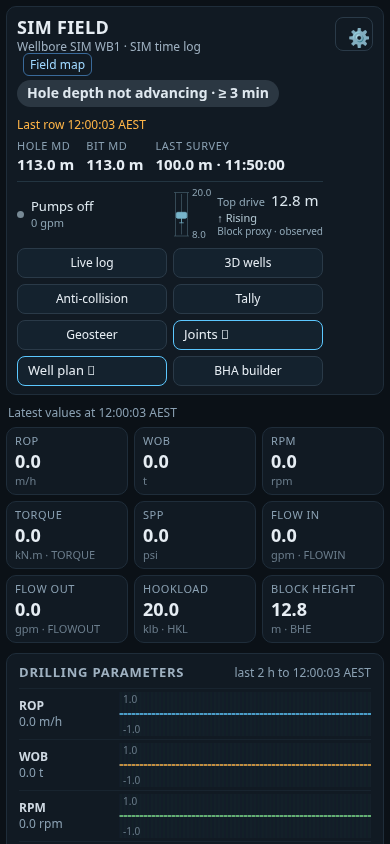 SIM FIELD
Wellbore SIM WB1 · SIM time log
Field map
Hole depth not advancing · ≥ 3 min
Last row 12:00:03 AEST
HOLE MD BIT MD LAST SURVEY
113.0 m 113.0 m 100.0 m · 11:50:00
Pumps off
0 gpm
20.0
8.0
Top drive 12.8 m
↑ Rising
Block proxy · observed
Live log
3D wells
Anti-collision
Tally
Geosteer
Joints
Well plan
BHA builder
Latest values at 12:00:03 AEST
ROP
0.0
m/h
WOB
0.0
t
RPM
0.0
rpm
TORQUE
0.0
kN.m · TORQUE
SPP
0.0
psi
FLOW IN
0.0
gpm · FLOWIN
FLOW OUT
0.0
gpm · FLOWOUT
HOOKLOAD
20.0
klb · HKL
BLOCK HEIGHT
12.8
m · BHE
DRILLING PARAMETERS
last 2 h to 12:00:03 AEST
ROP
0.0 m/h
1.0
-1.0
WOB
0.0 t
1.0
-1.0
RPM
0.0 rpm
1.0
-1.0